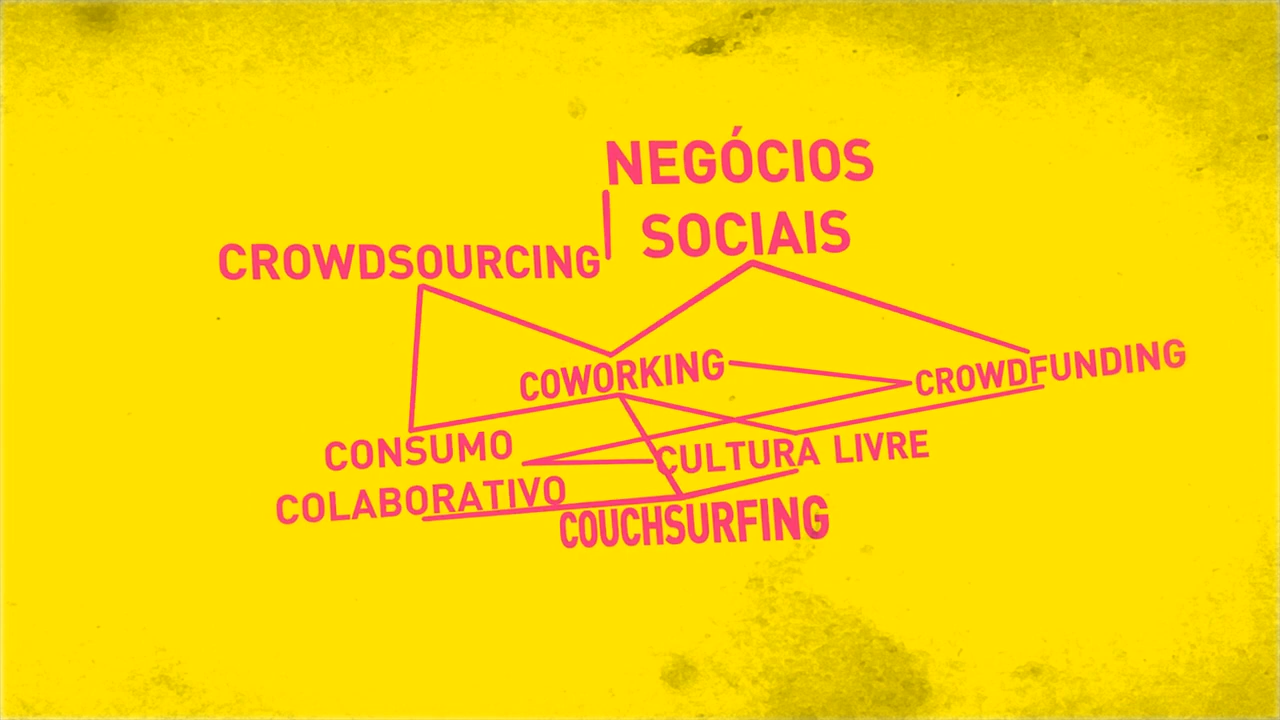 NEGÓCIOS
SOCIAIS
CROWDSOURCING
COWORKING
CROWDFUNDING
CONSUMO
COLABORATIVO
CULTURA LIVRE
COUCHSURFING